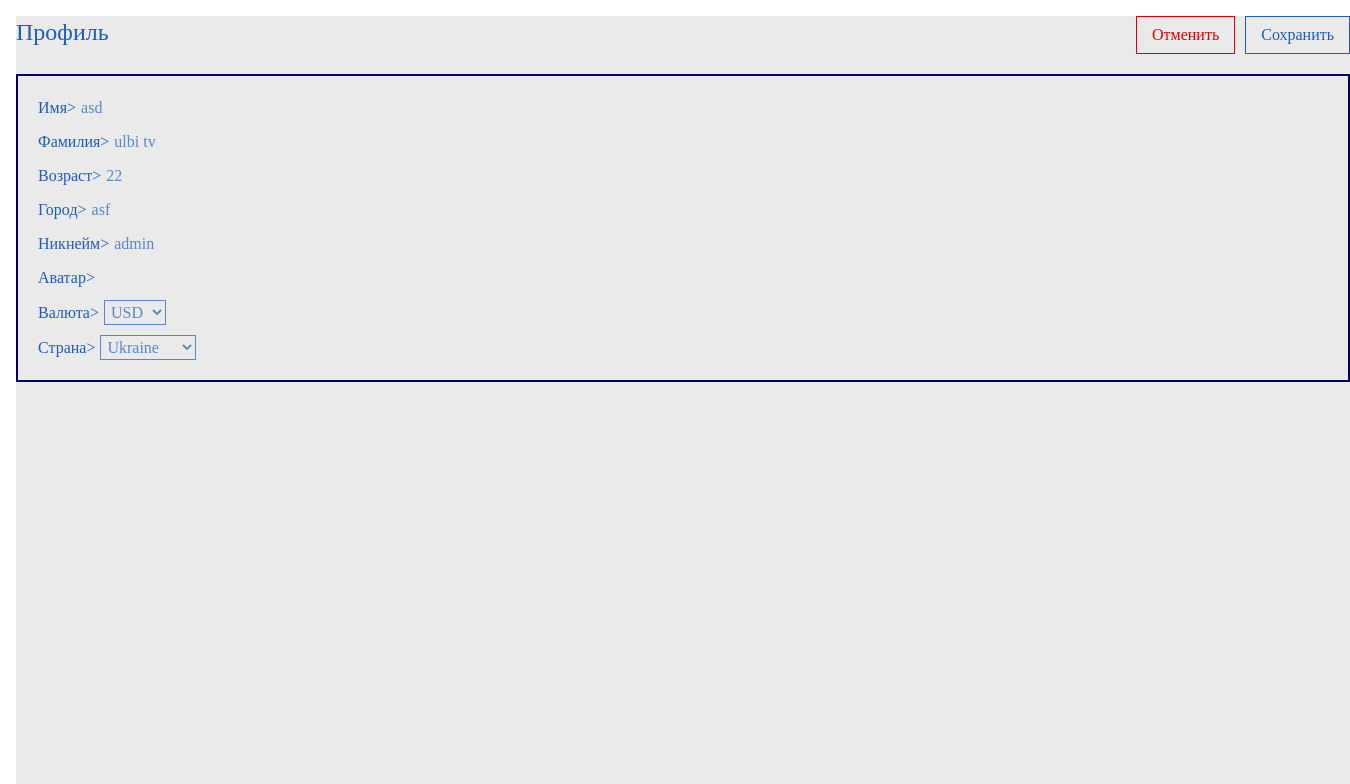 Профиль
Отменить
Сохранить
Имя> asd
Фамилия> ulbi tv
Возраст> 22
Город> asf
Никнейм> admin
Аватар>
Валюта> USD
Страна> Ukraine